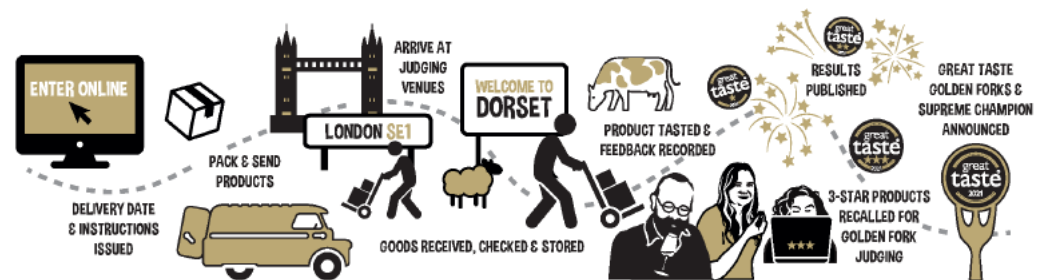 ENTER ONLINE
DELIVERY DATE
& INSTRUCTIONS
ISSUED
PACK & SEND
PRODUCTS
LONDON SE1
ARRIVE AT
JUDGING
VENUES
WELCOME TO
DORSET
GOODS RECEIVED, CHECKED & STORED
PRODUCT TASTED &
FEEDBACK RECORDED
great
taste
great
taste
RESULTS
PUBLISHED
great
taste
3-STAR PRODUCTS
RECALLED FOR
GOLDEN FORK
JUDGING
GREAT TASTE
GOLDEN FORKS &
SUPREME CHAMPION
ANNOUNCED
great
taste
2021